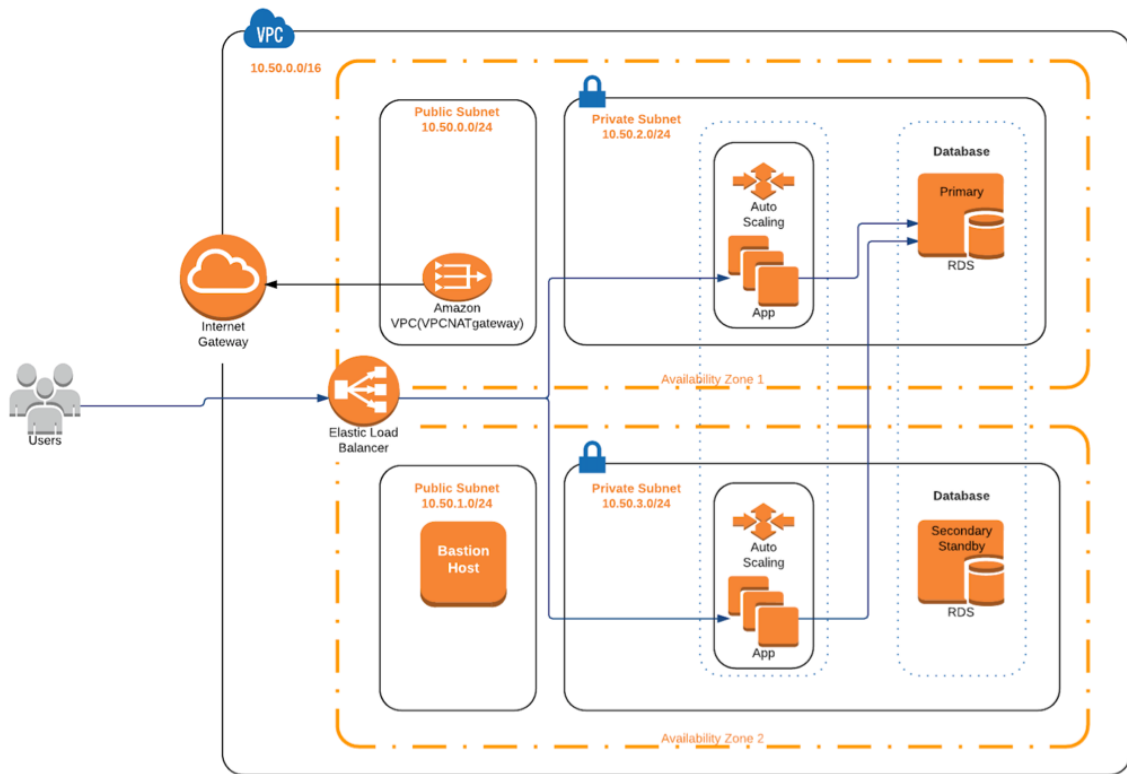 VPC
10.50.0.0/16
Public Subnet
10.50.0.0/24
Private Subnet
10.50.2.0/24
Database
Primary
Auto
Scaling
RDS
Amazon
VPC(VPCNATgateway)
App
Internet
Gateway
Availability Zone 1
Users
Elastic Load
Balancer
Public Subnet
10.50.1.0/24
Private Subnet
10.50.3.0/24
Database
Bastion
Host
Secondary
Standby
Auto
Scaling
RDS
App
Availability Zone 2